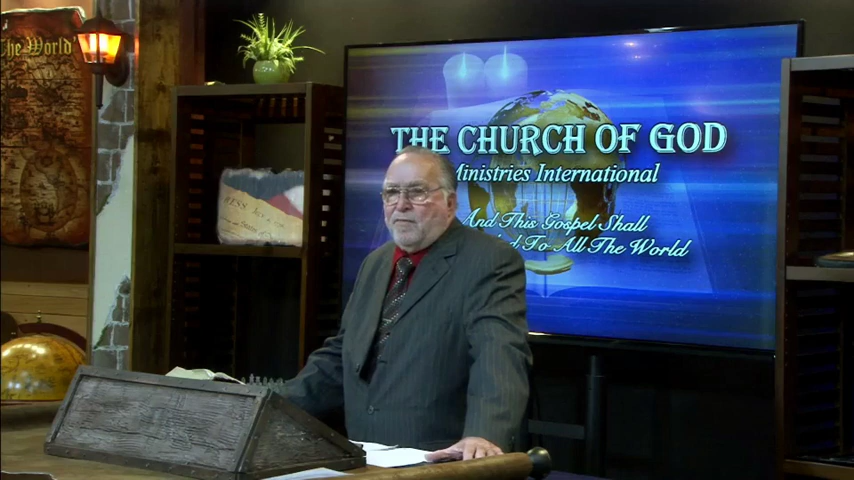 The World
THE CHURCH OF GOD
Ministries International
And This Gospel Shall
To All The World